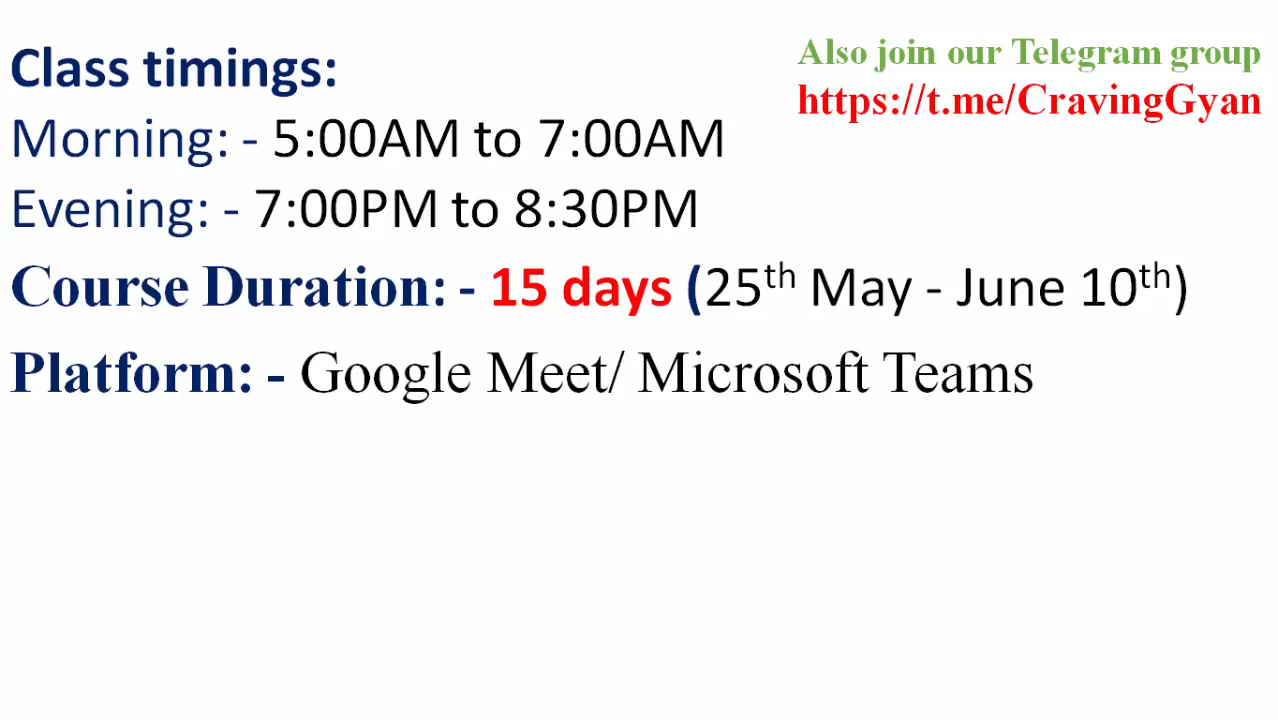 Class timings:
Morning: - 5:00AM to 7:00AM
Evening: - 7:00PM to 8:30PM
Course Duration: - 15 days (25th May - June 10th)
Platform: - Google Meet/ Microsoft Teams
Also join our Telegram group
https://t.me/CravingGyan